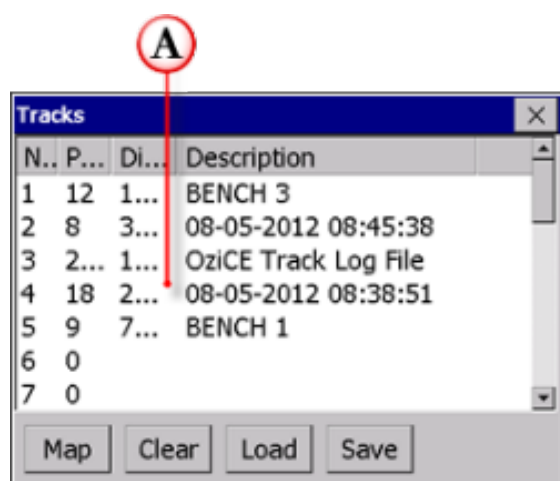 A
Tracks
N.. P... Di... Description
1 12 1... BENCH 3
2 8 3... 08-05-2012 08:45:38
3 2... 1... OziCE Track Log File
4 18 2... 08-05-2012 08:38:51
5 9 7... BENCH 1
6 0
7 0
Map Clear Load Save